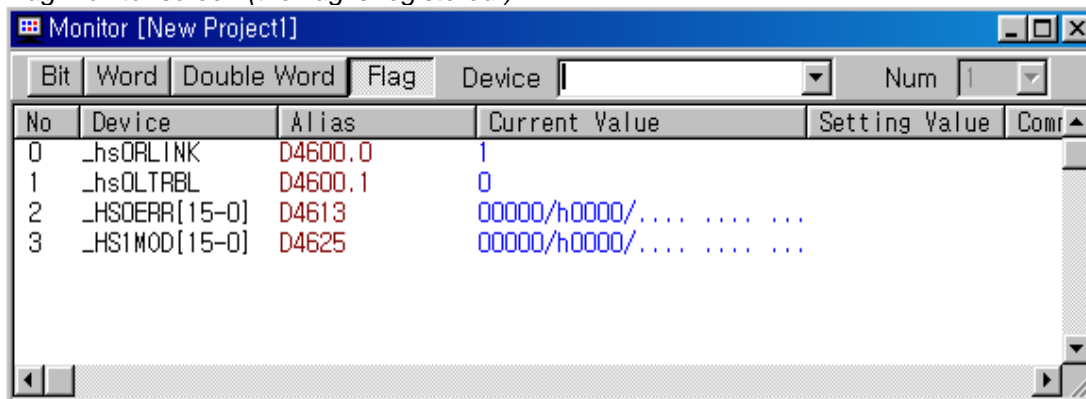 Monitor [New Project1]
Bit Word Double Word Flag Device Num 1
No Device Alias Current Value Setting Value
0 _hs0RLINK D4600.0 1
1 _hs0LTRBL D4600.1 0
2 _HS0ERR[15-0] D4613 00000/h0000/.... .... ...
3 _HS1MOD[15-0] D4625 00000/h0000/.... .... ...